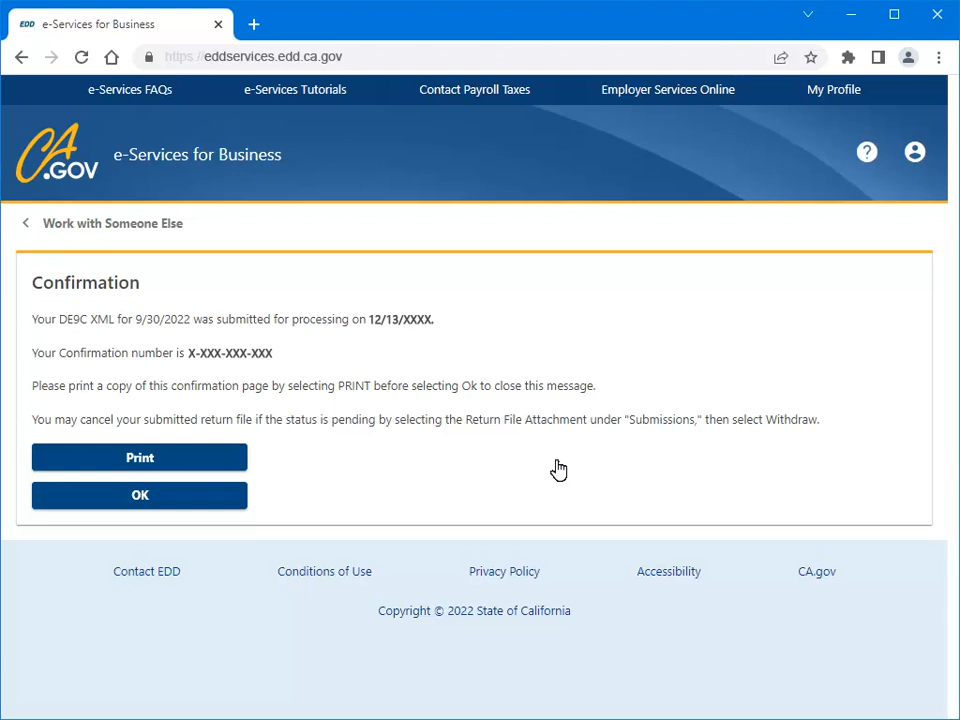 EDD e-Services for Business
https://eddservices.edd.ca.gov
e-Services FAQs e-Services Tutorials Contact Payroll Taxes Employer Services Online My Profile
CA.GOV e-Services for Business ?
Work with Someone Else
Confirmation
Your DE9C XML for 9/30/2022 was submitted for processing on 12/13/XXXX.
Your Confirmation number is X-XXX-XXX-XXX
Please print a copy of this confirmation page by selecting PRINT before selecting Ok to close this message.
You may cancel your submitted return file if the status is pending by selecting the Return File Attachment under "Submissions," then select Withdraw.
Print
OK
Contact EDD Conditions of Use Privacy Policy Accessibility CA.gov
Copyright © 2022 State of California